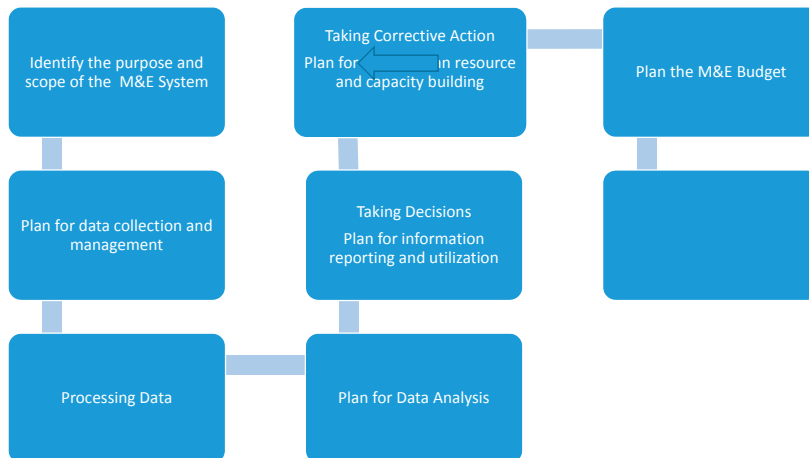 Identify the purpose and
scope of the M&E System
Plan for data collection and
management
Processing Data
Plan for Data Analysis
Taking Decisions
Plan for information
reporting and utilization
Taking Corrective Action
Plan for resource
and capacity building
Plan the M&E Budget